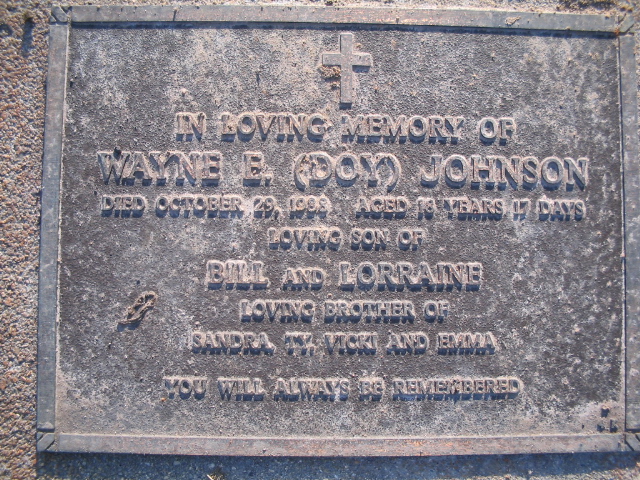 IN LOVING MEMORY OF
WAYNE E. (DOY) JOHNSON
DIED OCTOBER 29, AGED YEARS 17 DAYS
LOVING SON OF
BILL AND LORRAINE
LOVING BROTHER OF
SANDRA, TY, VICKI AND EMMA
YOU WILL ALWAYS BE REMEMBERED